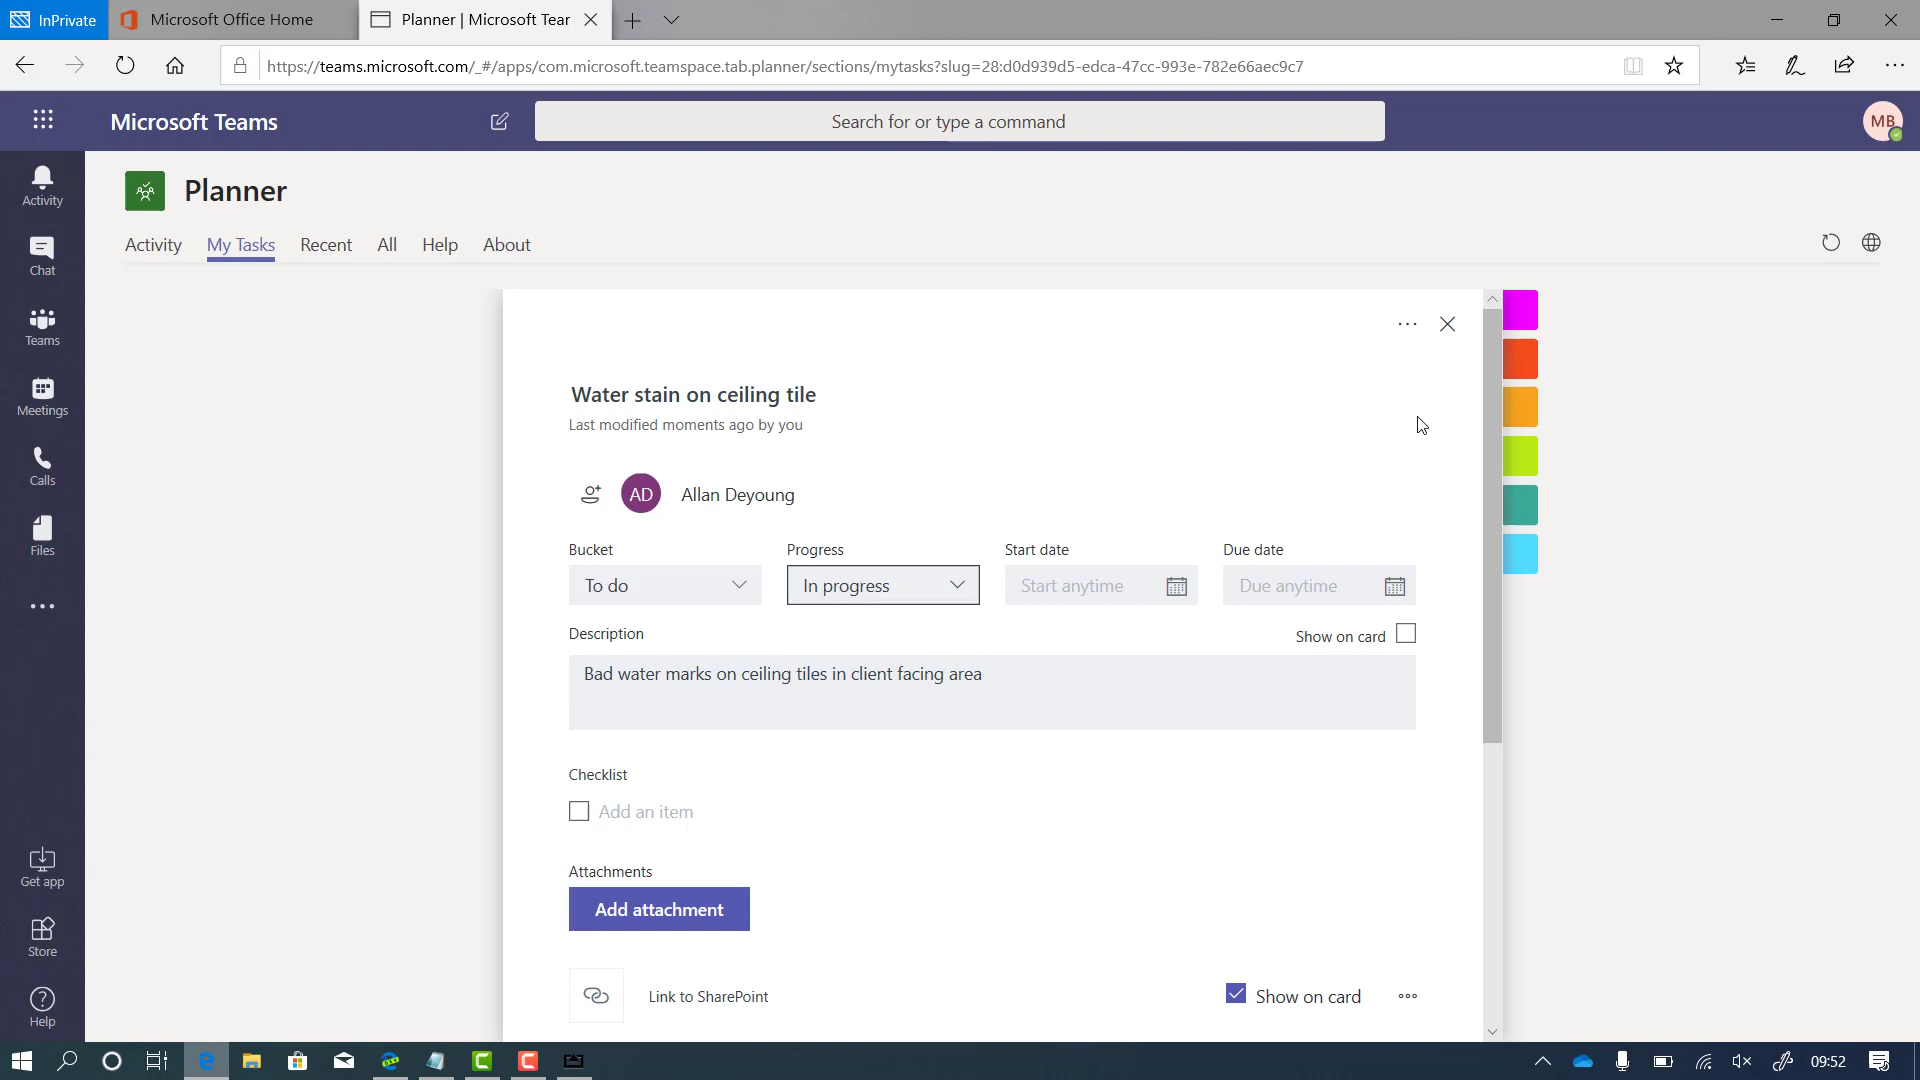 InPrivate
Microsoft Office Home
Planner | Microsoft Tear
https://teams.microsoft.com/_#/apps/com.microsoft.teamspace.tab.planner/sections/mytasks?slug=28:d0d939d5-edca-47cc-993e-782e66aec9c7
Microsoft Teams
Search for or type a command
MB
Activity
Chat
Teams
Meetings
Calls
Files
Get app
Store
Help
Planner
Activity
My Tasks
Recent
All
Help
About
Water stain on ceiling tile
Last modified moments ago by you
AD
Allan Deyoung
Bucket
Progress
Start date
Due date
To do
In progress
Start anytime
Due anytime
Description
Show on card
Bad water marks on ceiling tiles in client facing area
Checklist
Add an item
Attachments
Add attachment
Link to SharePoint
Show on card
09:52